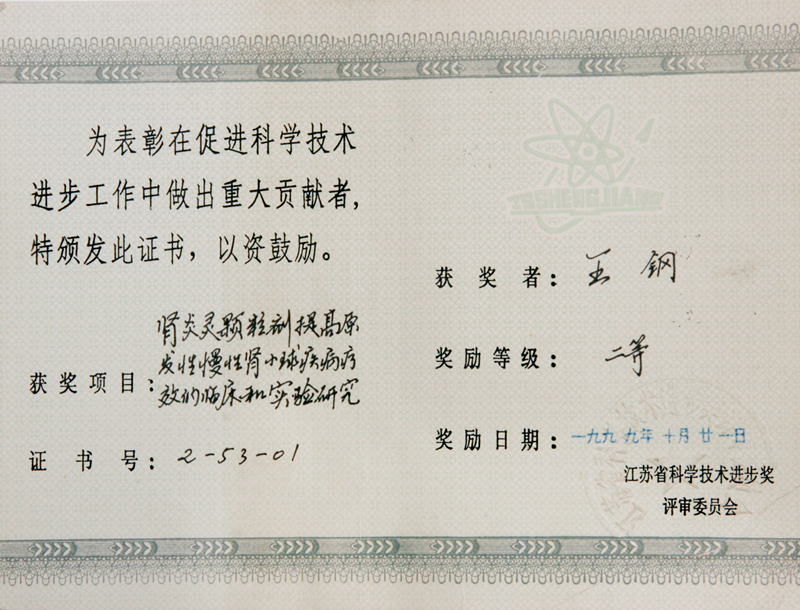 为表彰在促进科学技术
进步工作中做出重大贡献者,
特颁发此证书，以资鼓励。
获奖项目：
肾炎灵颗粒剂提高原
发性慢性肾小球疾病疗
效的临床和实验研究
证书号：2-53-01
KJSHENGJIANG
获奖者：王钢
奖励等级：二等
奖励日期：一九九九年十月廿一日
江苏省科学技术进步奖
评审委员会